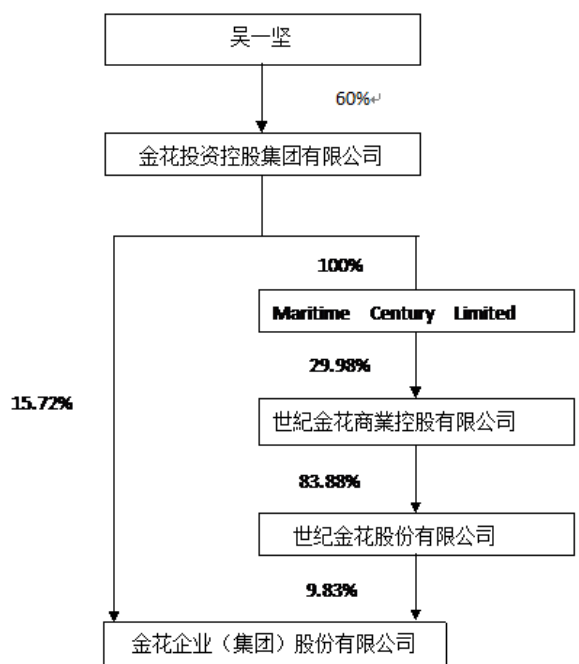 吴一坚
60%↵
金花投资控股集团有限公司
100%
Maritime Century Limited
29.98%
15.72%
世紀金花商業控股有限公司
83.88%
世纪金花股份有限公司
9.83%
金花企业（集团）股份有限公司